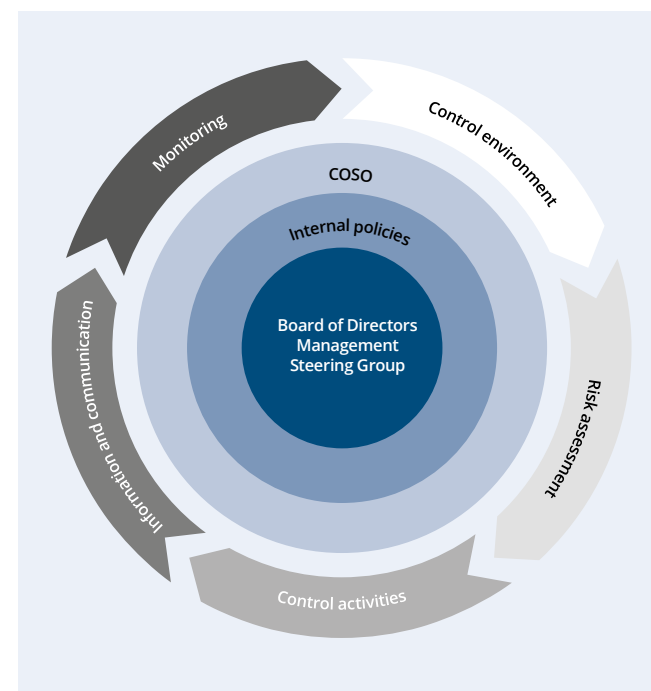 Control environment
Risk assessment
Control activities
Information and communication
Monitoring
COSO
Internal policies
Board of Directors
Management
Steering Group